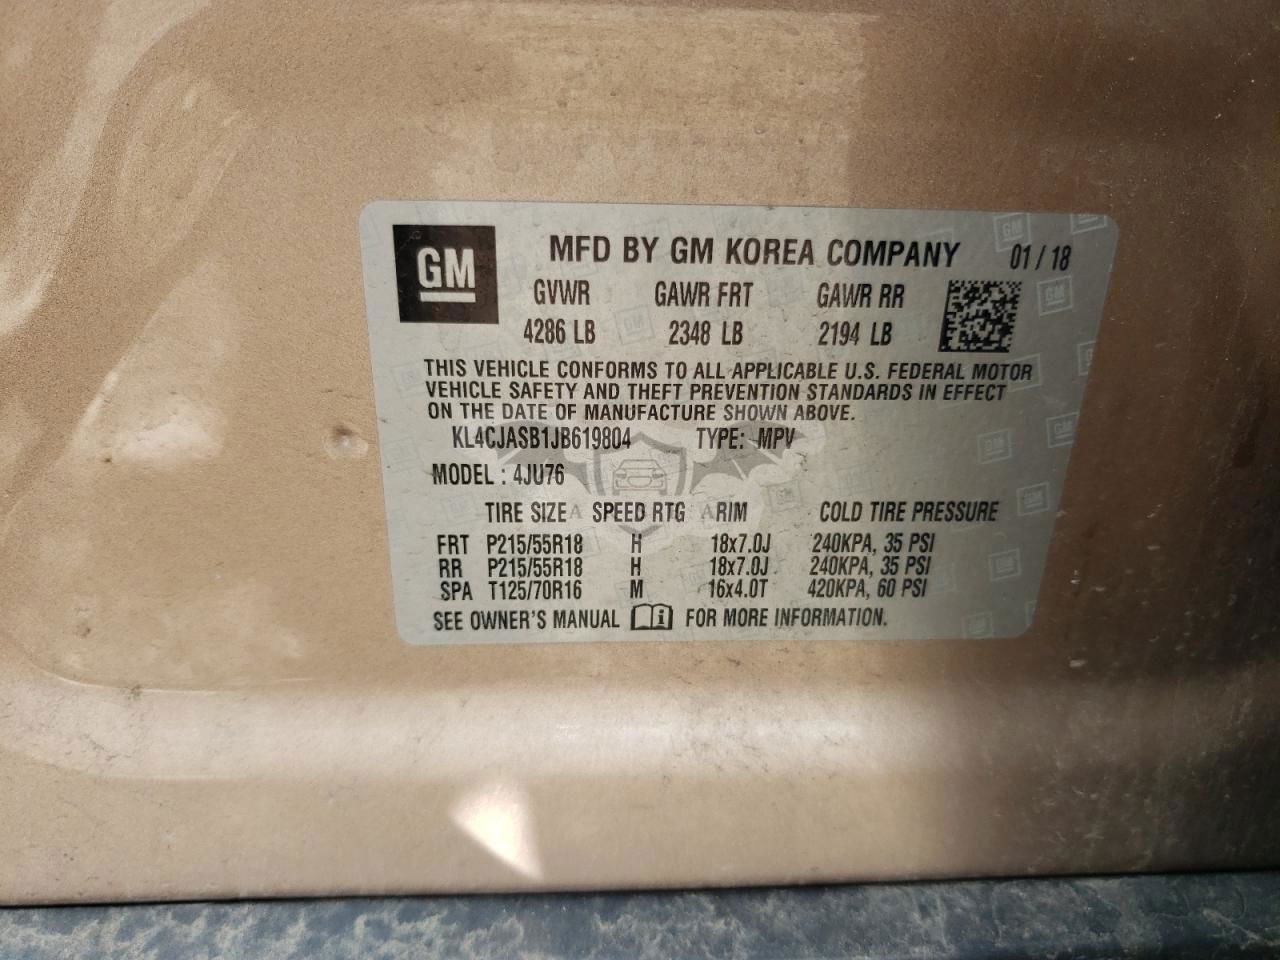 GM
MFD BY GM KOREA COMPANY 01/18
GVWR GAWR FRT GAWR RR
4286 LB 2348 LB 2194 LB
THIS VEHICLE CONFORMS TO ALL APPLICABLE U.S. FEDERAL MOTOR
VEHICLE SAFETY AND THEFT PREVENTION STANDARDS IN EFFECT
ON THE DATE OF MANUFACTURE SHOWN ABOVE.
KL4CJASB1JB619804 TYPE: MPV
MODEL : 4JU76
TIRE SIZE SPEED RTG RIM COLD TIRE PRESSURE
FRT P215/55R18 H 18x7.0J 240KPA, 35 PSI
RR P215/55R18 H 18x7.0J 240KPA, 35 PSI
SPA T125/70R16 M 16x4.0T 420KPA, 60 PSI
SEE OWNER'S MANUAL FOR MORE INFORMATION.